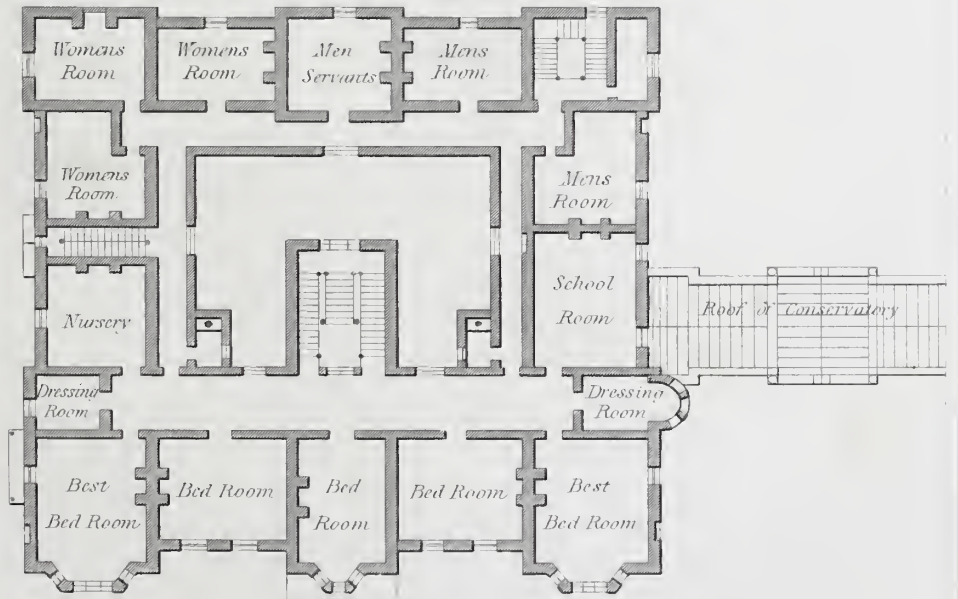 Womens
Room
Womens
Room
Men
Servants
Mens
Room
Womens
Room
Mens
Room
Nursery
School
Room
Roof of Conservatory
Dressing
Room
Dressing
Room
Best
Bed Room
Bed Room
Bed
Room
Bed Room
Best
Bed Room